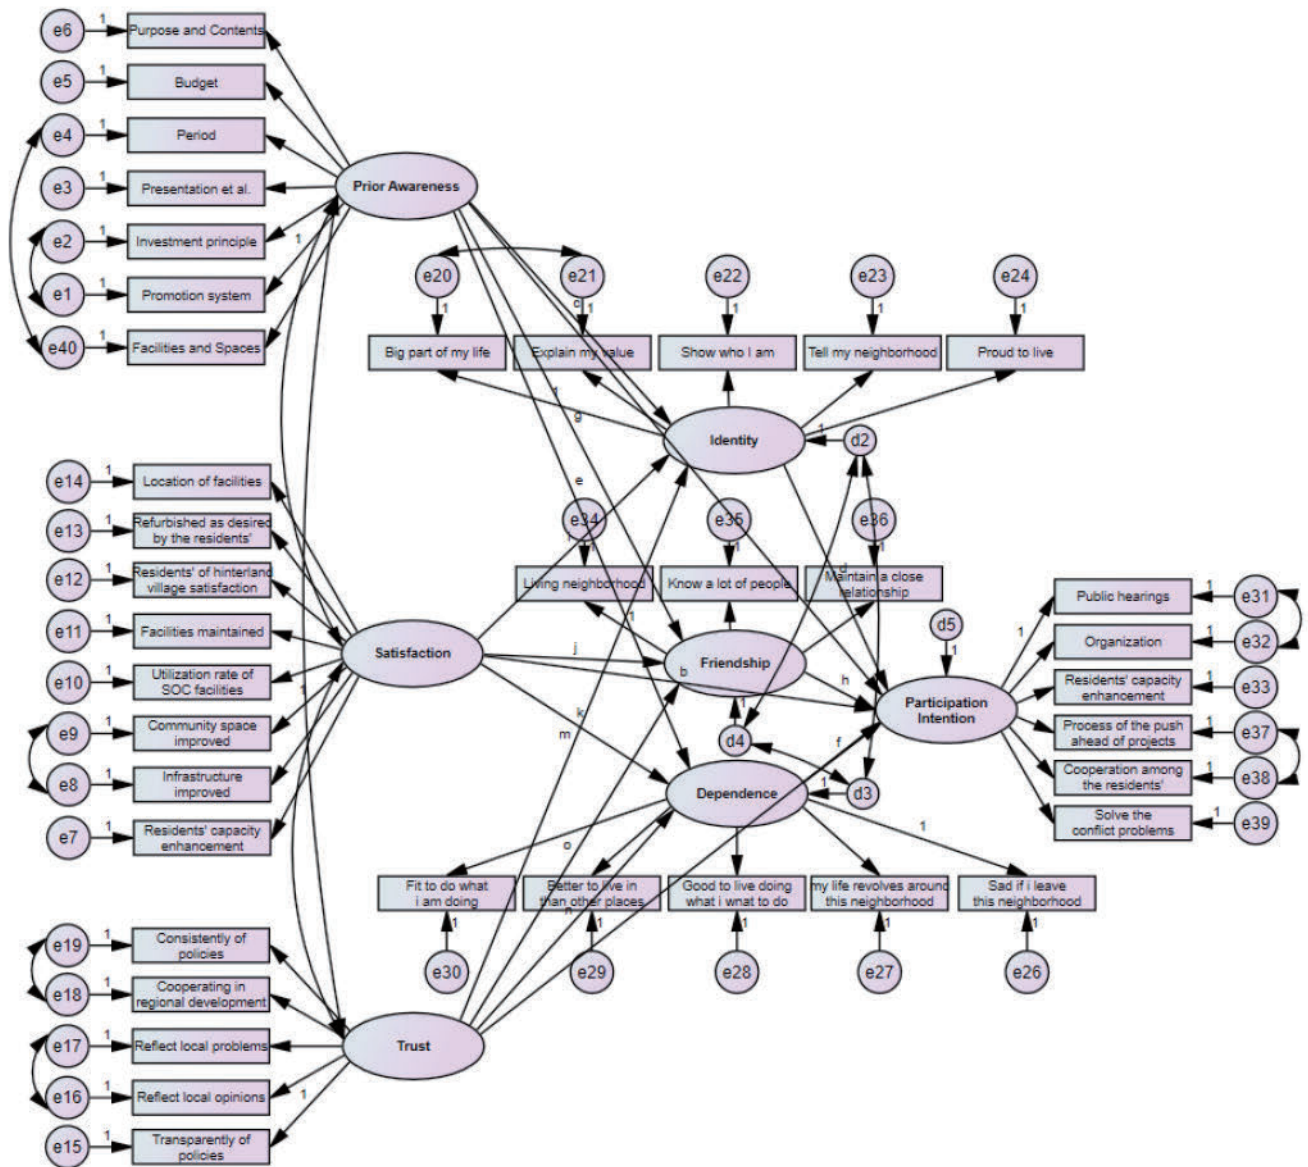 e6
1
Purpose and Contents
e5
1
Budget
e4
1
Period
e3
1
Presentation et al.
e2
1
Investment principle
e1
1
Promotion system
e40
1
Facilities and Spaces
1
Prior Awareness
e20
e21
e22
e23
e24
1
1
1
1
1
c
Big part of my life
Explain my value
Show who I am
Tell my neighborhood
Proud to live
1
g
e
Identity
1
d2
e14
1
Location of facilities
e13
1
Refurbished as desired
by the residents'
e12
1
Residents' of hinterland
village satisfaction
e11
1
Facilities maintained
e10
1
Utilization rate of
SOC facilities
e9
1
Community space
improved
e8
1
Infrastructure
improved
e7
1
Residents' capacity
enhancement
1
Satisfaction
e34
e35
e36
1
1
1
Living neighborhood
Know a lot of people
Maintain a close
relationship
d
1
j
b
k
m
Friendship
h
1
d4
f
d5
1
Participation
Intention
Dependence
1
d3
1
Public hearings
1
e31
Organization
1
e32
Residents' capacity
enhancement
1
e33
Process of the push
ahead of projects
1
e37
Cooperation among
the residents'
1
e38
Solve the
conflict problems
1
e39
1
o
1
Fit to do what
i am doing
Better to live in
than other places
Good to live doing
what i wnat to do
my life revolves around
this neighborhood
Sad if i leave
this neighborhood
n
1
1
1
1
1
e30
e29
e28
e27
e26
e19
1
Consistently of
policies
e18
1
Cooperating in
regional development
e17
1
Reflect local problems
e16
1
Reflect local opinions
e15
1
Transparently of
policies
1
Trust